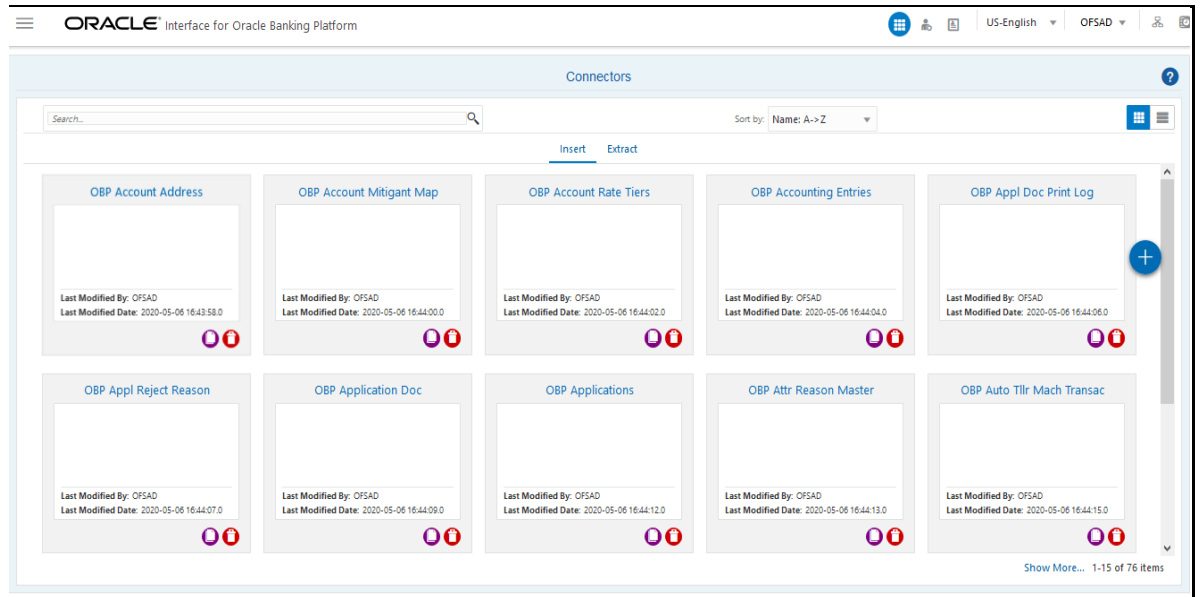 ORACLE® Interface for Oracle Banking Platform US-English OFSAD
Connectors ?
Search... Sort by: Name: A->Z
Insert Extract
OBP Account Address OBP Account Mitigant Map OBP Account Rate Tiers OBP Accounting Entries OBP Appl Doc Print Log
Last Modified By: OFSAD Last Modified By: OFSAD Last Modified By: OFSAD Last Modified By: OFSAD Last Modified By: OFSAD
Last Modified Date: 2020-05-06 16:43:58.0 Last Modified Date: 2020-05-06 16:44:00.0 Last Modified Date: 2020-05-06 16:44:02.0 Last Modified Date: 2020-05-06 16:44:04.0 Last Modified Date: 2020-05-06 16:44:06.0
OBP Appl Reject Reason OBP Application Doc OBP Applications OBP Attr Reason Master OBP Auto Tllr Mach Transac
Last Modified By: OFSAD Last Modified By: OFSAD Last Modified By: OFSAD Last Modified By: OFSAD Last Modified By: OFSAD
Last Modified Date: 2020-05-06 16:44:07.0 Last Modified Date: 2020-05-06 16:44:09.0 Last Modified Date: 2020-05-06 16:44:12.0 Last Modified Date: 2020-05-06 16:44:13.0 Last Modified Date: 2020-05-06 16:44:15.0
Show More... 1-15 of 76 items